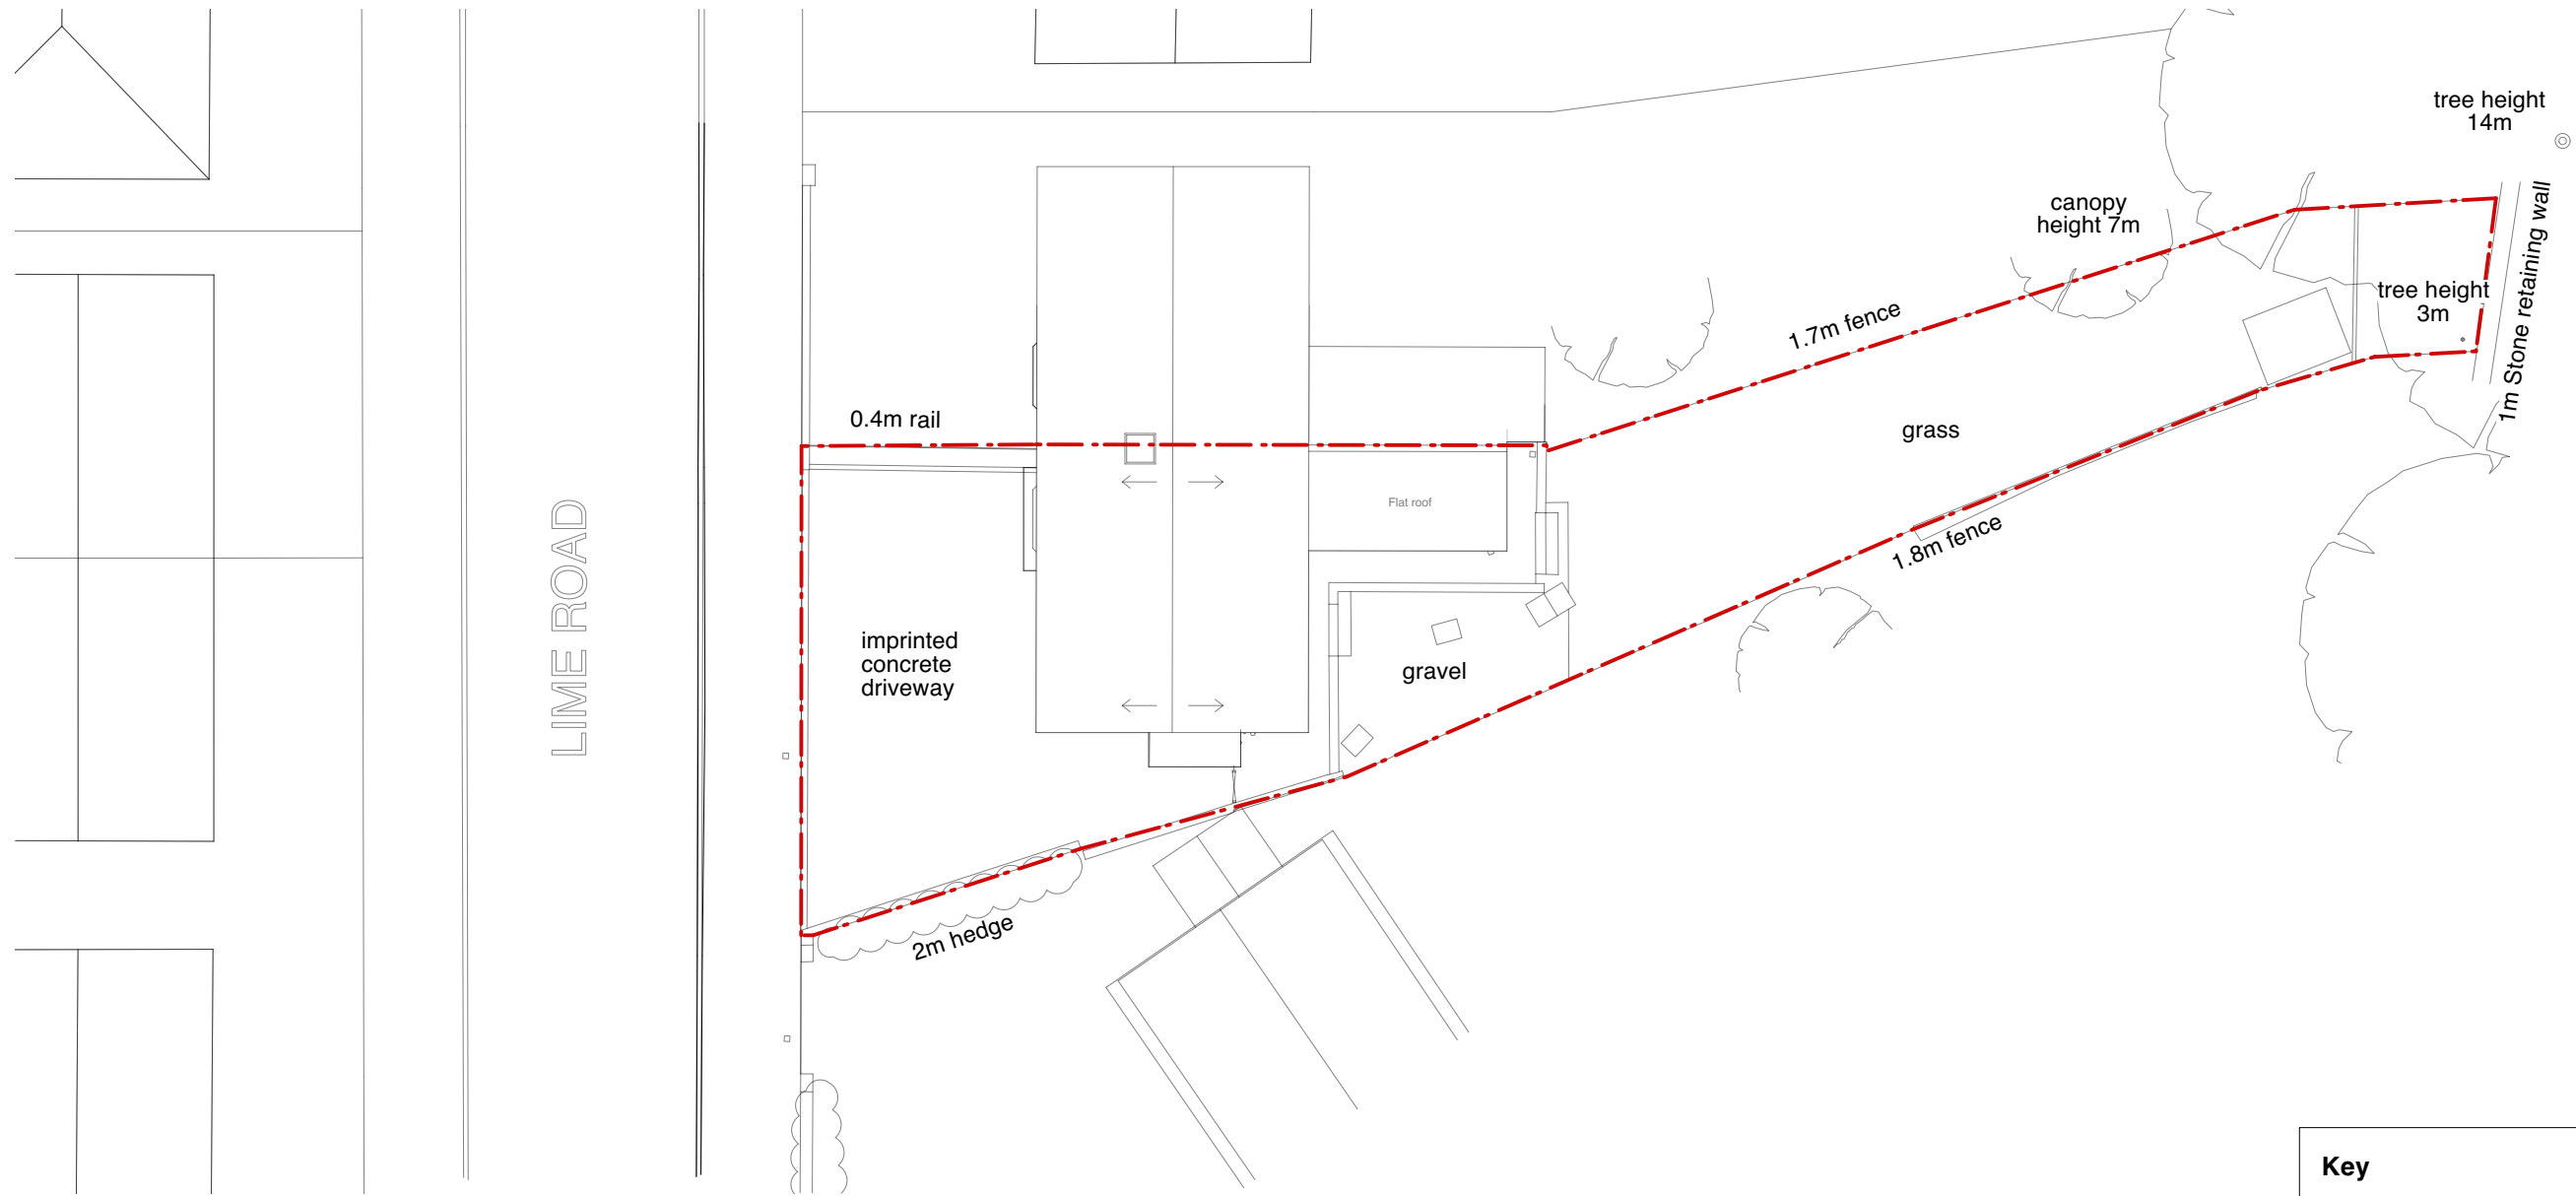 tree height
14m
canopy
height 7m
1m Stone retaining wall
tree height
3m
1.7m fence
0.4m rail
grass
Flat roof
LIME ROAD
1.8m fence
imprinted
concrete
driveway
gravel
2m hedge
Key